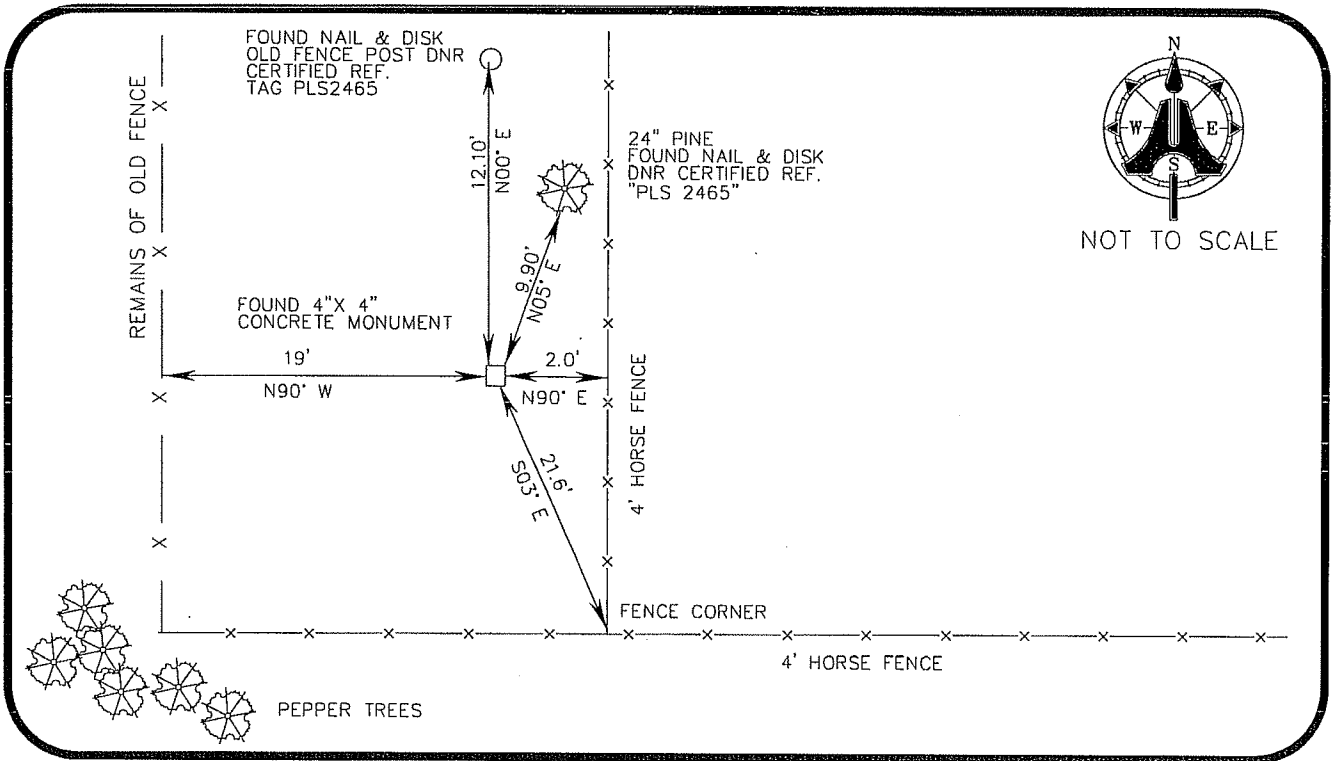 FOUND NAIL & DISK
OLD FENCE POST DNR
CERTIFIED REF.
TAG PLS2465
REMAINS OF OLD FENCE
12.10'
N00° E
24" PINE
FOUND NAIL & DISK
DNR CERTIFIED REF.
"PLS 2465"
N
W
E
S
NOT TO SCALE
9.90'
N05° E
FOUND 4"X 4"
CONCRETE MONUMENT
19'
N90° W
2.0'
N90° E
4' HORSE FENCE
21.6'
S03° E
FENCE CORNER
4' HORSE FENCE
PEPPER TREES